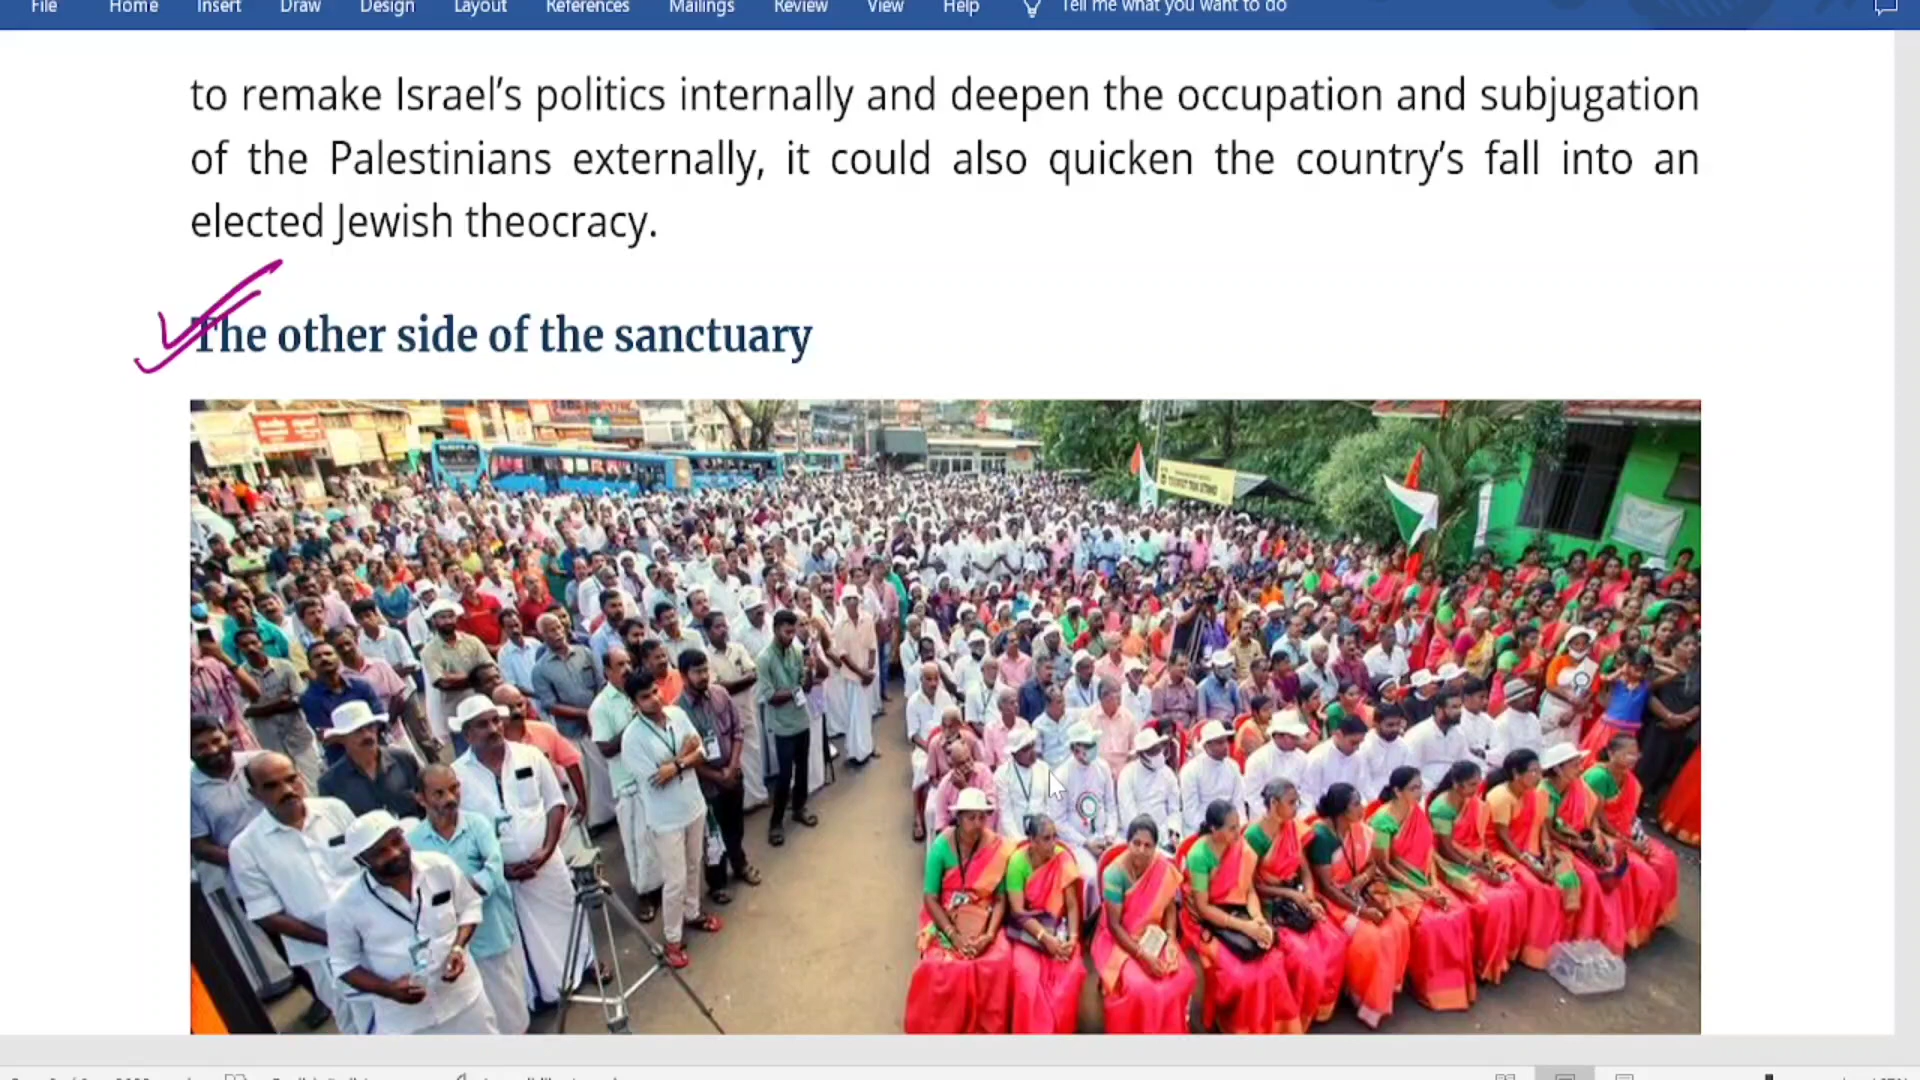 File Home Insert Draw Design Layout References Mailings Review View Help Tell me what you want to do
to remake Israel’s politics internally and deepen the occupation and subjugation
of the Palestinians externally, it could also quicken the country’s fall into an
elected Jewish theocracy.
The other side of the sanctuary